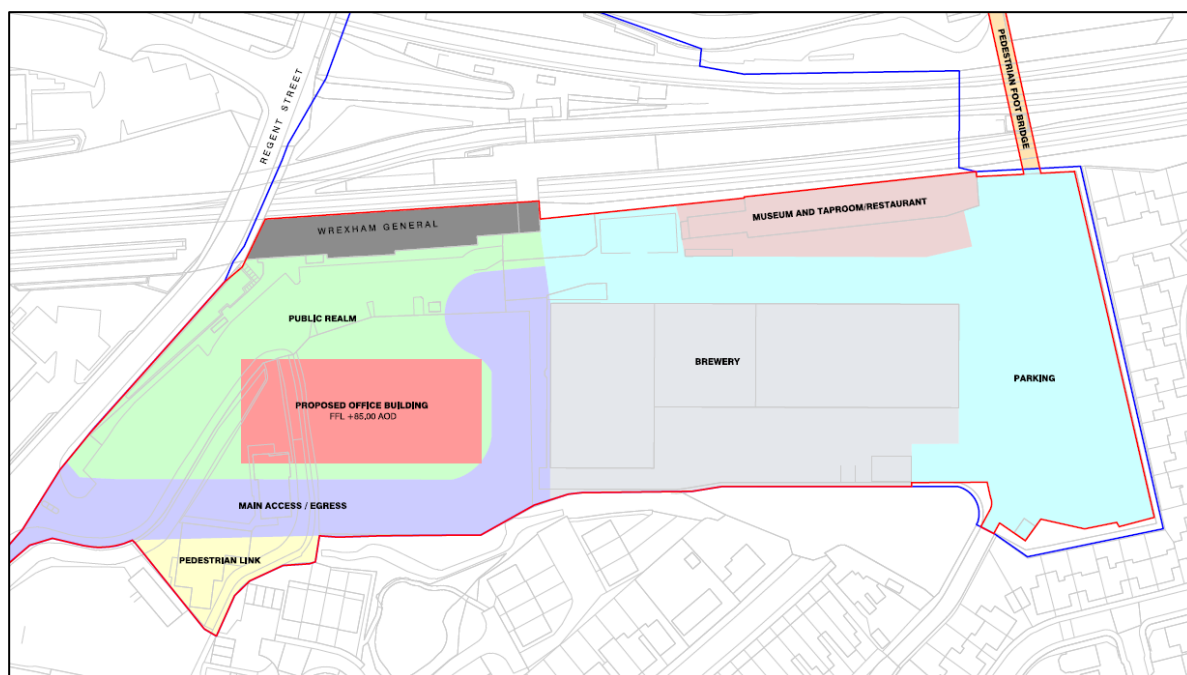 REGENT STREET
PEDESTRIAN FOOT BRIDGE
WREXHAM GENERAL
MUSEUM AND TAPROOM/RESTAURANT
PUBLIC REALM
BREWERY
PARKING
PROPOSED OFFICE BUILDING
FFL +85,00 AOD
MAIN ACCESS / EGRESS
PEDESTRIAN LINK